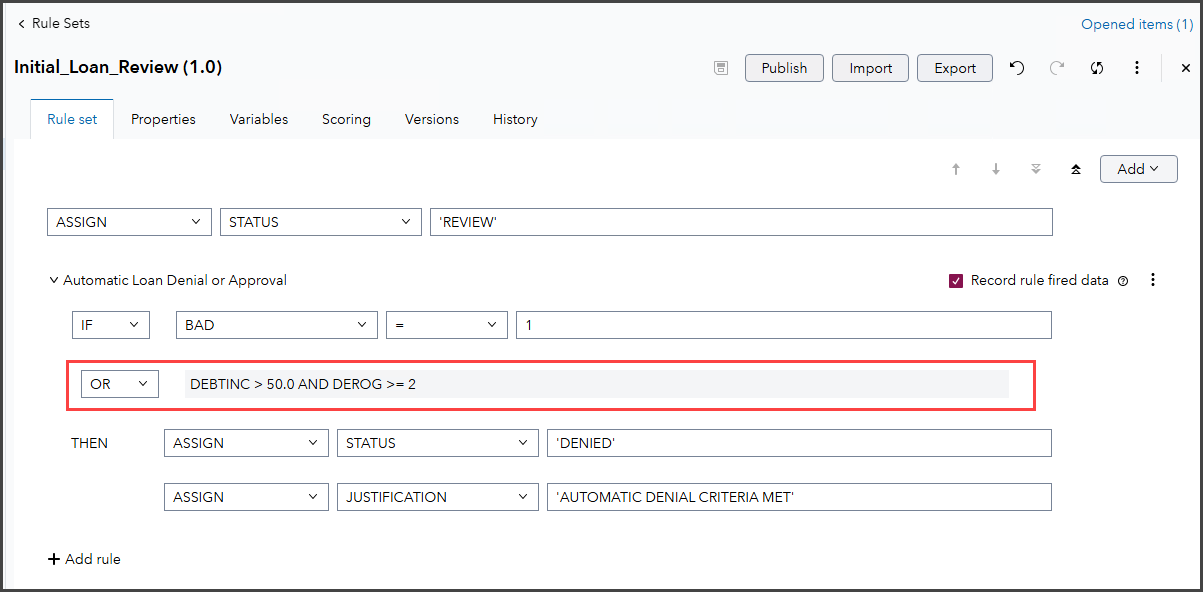 Rule Sets
Opened items (1)
Initial_Loan_Review (1.0)
Publish Import Export
Rule set Properties Variables Scoring Versions History
Add
ASSIGN STATUS 'REVIEW'
Automatic Loan Denial or Approval Record rule fired data
IF BAD = 1
OR DEBTINC > 50.0 AND DEROG >= 2
THEN ASSIGN STATUS 'DENIED'
ASSIGN JUSTIFICATION 'AUTOMATIC DENIAL CRITERIA MET'
Add rule